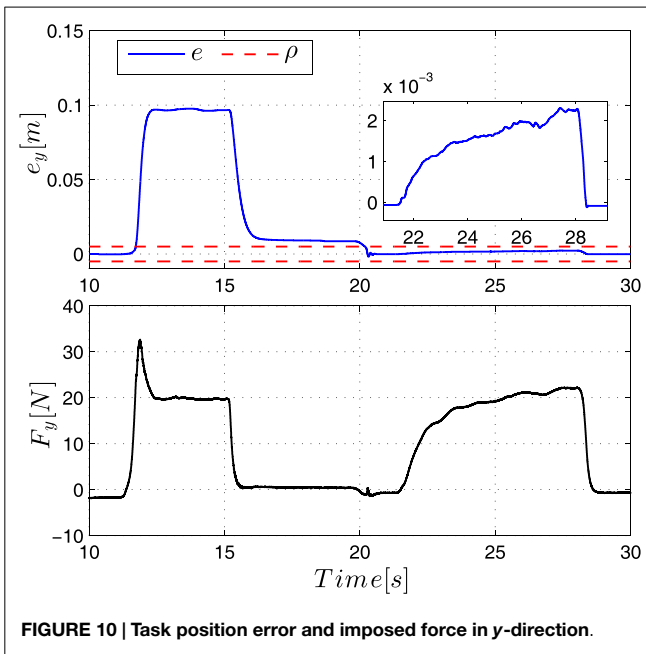 0.15
e
ρ
0.1
0.05
0
e_y[m]
x 10^-3
2
1
0
22 24 26 28
10 15 20 25 30
40
30
20
10
0
−10
F_y[N]
10 15 20 25 30
Time[s]
FIGURE 10 | Task position error and imposed force in y-direction.